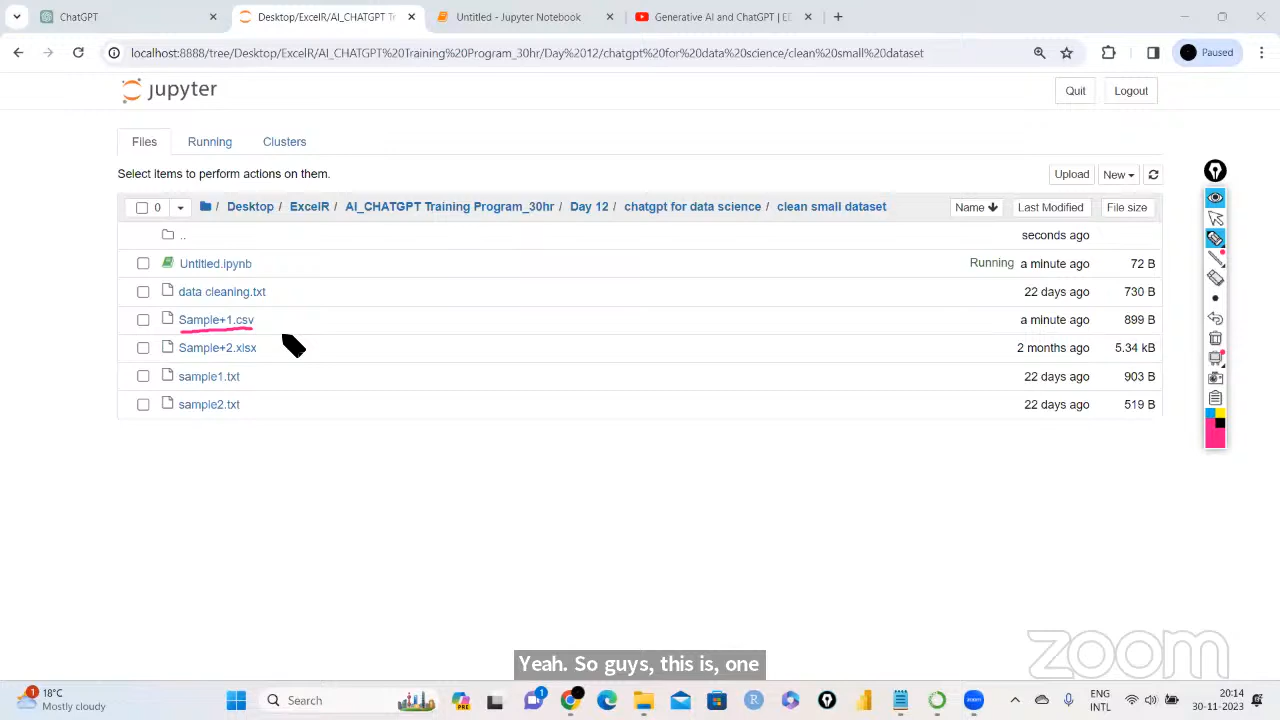 ChatGPT
Desktop/ExcelR/AI_CHATGPT Tr
Untitled - Jupyter Notebook
Generative AI and ChatGPT | EX
localhost:8888/tree/Desktop/ExcelR/AI_CHATGPT%20Training%20Program_30hr/Day%2012/chatgpt%20for%20data%20science/clean%20small%20dataset
Paused
jupyter
Quit Logout
Files Running Clusters
Select items to perform actions on them.
Upload New
0 / Desktop / ExcelR / AI_CHATGPT Training Program_30hr / Day 12 / chatgpt for data science / clean small dataset Name Last Modified File size
.. seconds ago
Untitled.ipynb Running a minute ago 72 B
data cleaning.txt 22 days ago 730 B
Sample+1.csv a minute ago 899 B
Sample+2.xlsx 2 months ago 5.34 kB
sample1.txt 22 days ago 903 B
sample2.txt 22 days ago 519 B
zoom
Yeah. So guys, this is, one
1 18°C
Mostly cloudy
Search
PRE
1
R
zoom
ENG
INTL
20:14
30-11-2023